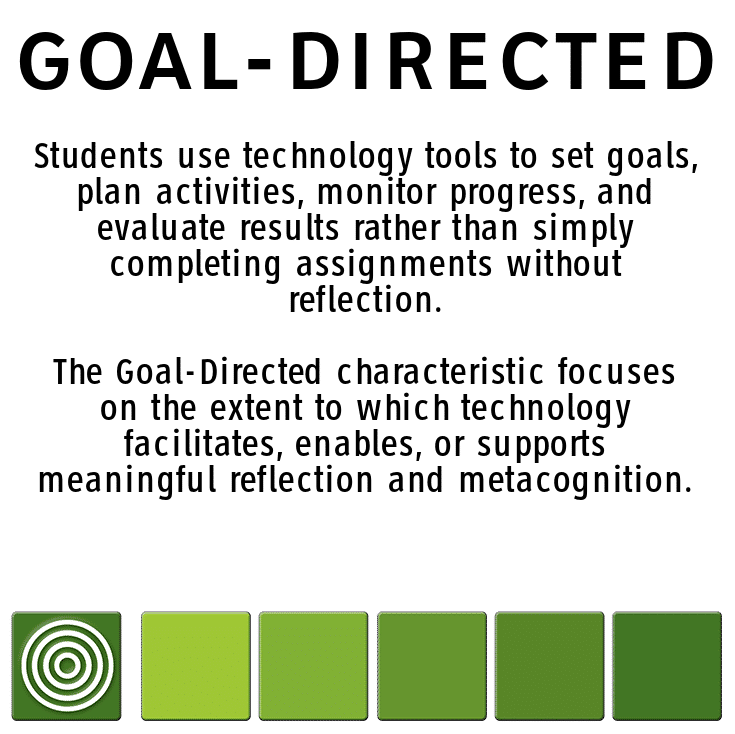 GOAL-DIRECTED
Students use technology tools to set goals,
plan activities, monitor progress, and
evaluate results rather than simply
completing assignments without
reflection.
The Goal-Directed characteristic focuses
on the extent to which technology
facilitates, enables, or supports
meaningful reflection and metacognition.